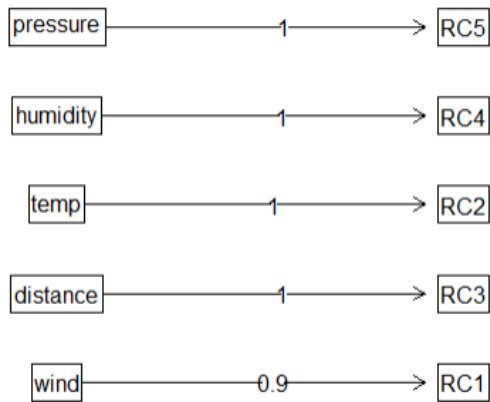 pressure 1 RC5
humidity 1 RC4
temp 1 RC2
distance 1 RC3
wind 0.9 RC1